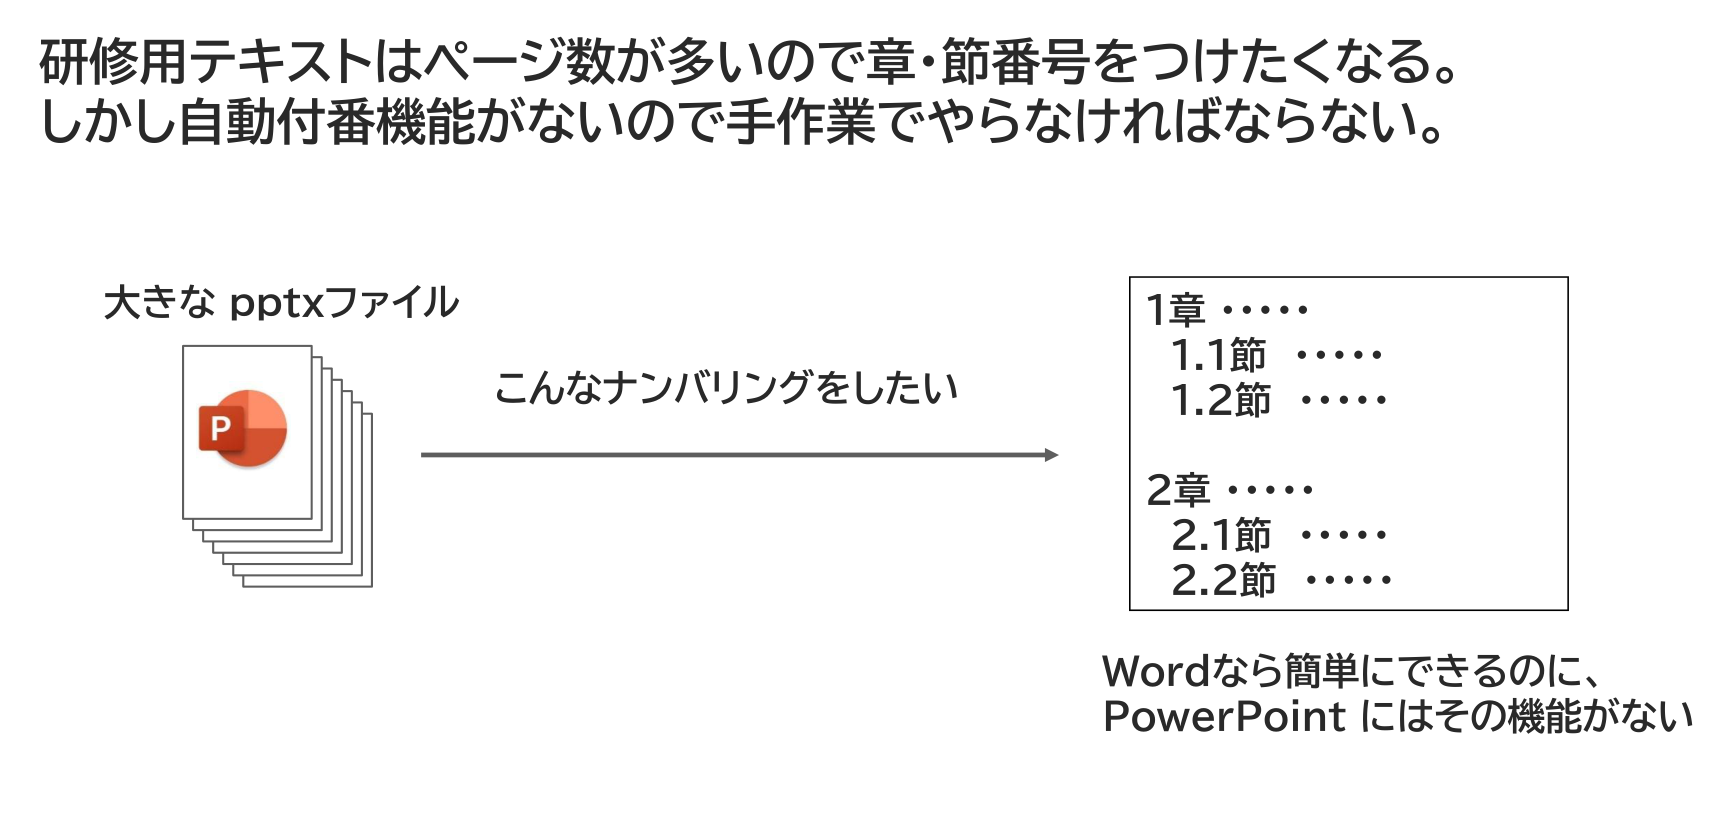 研修用テキストはページ数が多いので章・節番号をつけたくなる。
しかし自動付番機能がないので手作業でやらなければならない。
大きな pptxファイル
P
こんなナンバリングをしたい
1章 ・・・・・
1.1節 ・・・・・
1.2節 ・・・・・
2章 ・・・・・
2.1節 ・・・・・
2.2節 ・・・・・
Wordなら簡単にできるのに、
PowerPoint にはその機能がない